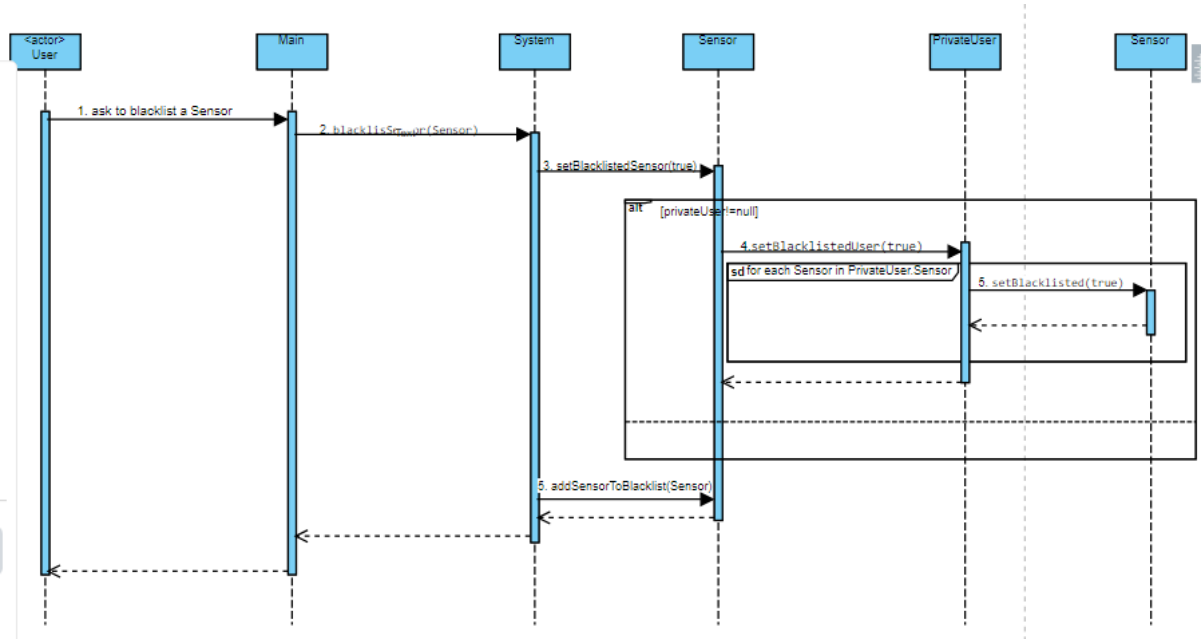 <actor>
User
Main
System
Sensor
PrivateUser
Sensor
1. ask to blacklist a Sensor
2. (Sensor)
3. setBlacklistedSensor(true)
alt [privateUser!=null]
4.setBlacklistedUser(true)
sd for each Sensor in PrivateUser.Sensor
5. setBlacklisted(true)
5. addSensorToBlacklist(Sensor)